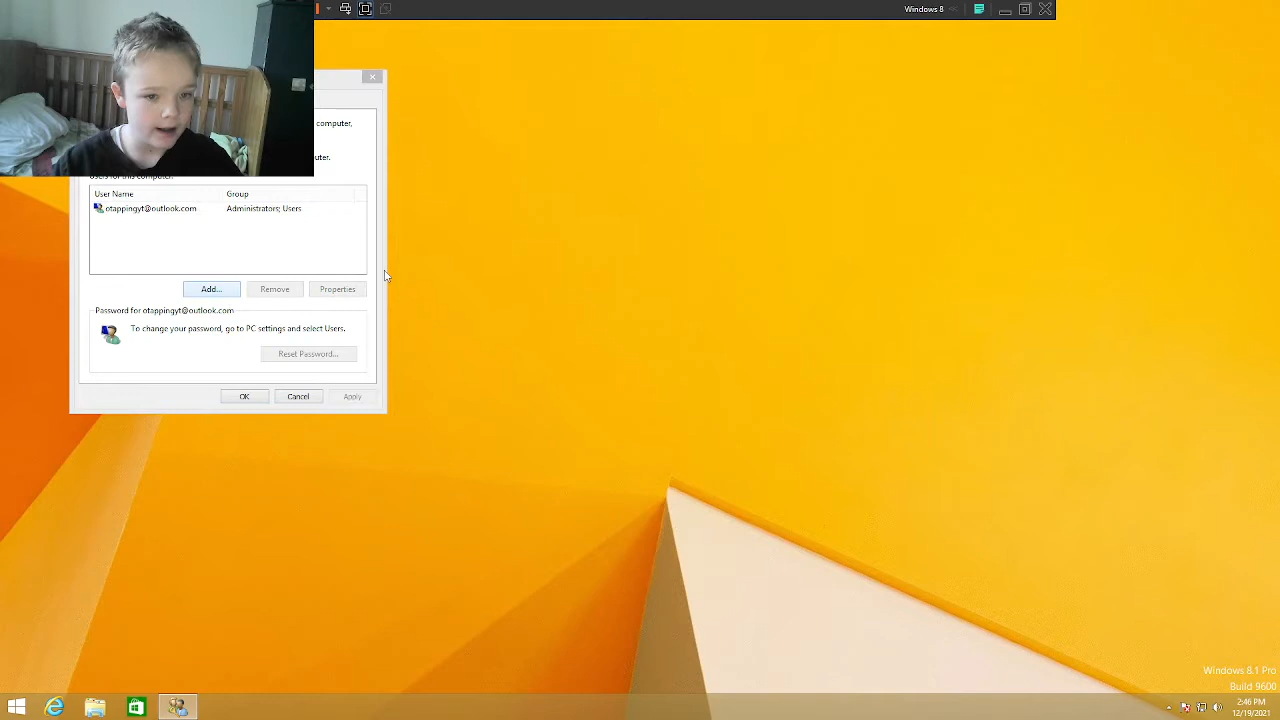 Windows 8
computer,
uter.
Users for this computer:
User Name Group
otappingyt@outlook.com Administrators; Users
Add... Remove Properties
Password for otappingyt@outlook.com
To change your password, go to PC settings and select Users.
Reset Password...
OK Cancel Apply
Windows 8.1 Pro
Build 9600
2:46 PM
12/19/2021